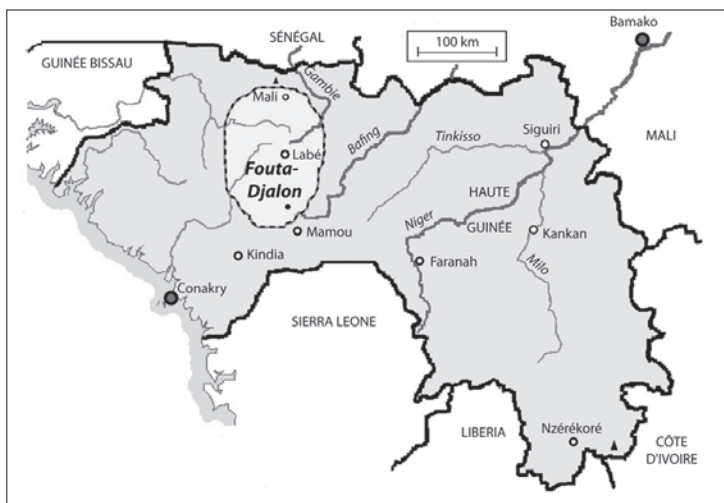 Bamako
SÉNÉGAL
100 km
GUINÉE BISSAU
Gambie
Mali
Bafing
Tinkisso
Siguiri
MALI
Labé
Fouta-
Djalon
HAUTE
GUINÉE
Niger
Mamou
Kankan
Kindia
Faranah
Milo
Conakry
SIERRA LEONE
LIBERIA
Nzérékoré
CÔTE
D'IVOIRE